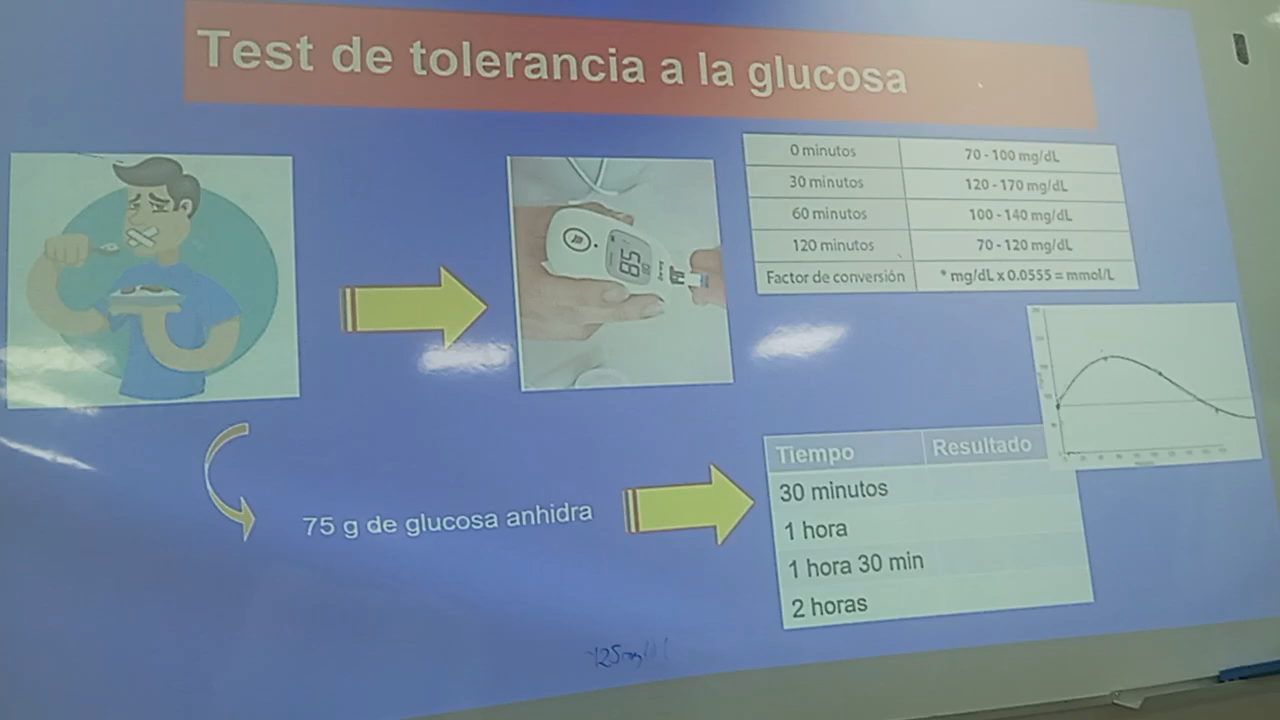 Test de tolerancia a la glucosa
0 minutos 70 - 100 mg/dL
30 minutos 120 - 170 mg/dL
60 minutos 100 - 140 mg/dL
120 minutos 70 - 120 mg/dL
Factor de conversión * mg/dL x 0.0555 = mmol/L
85
75 g de glucosa anhidra
Tiempo Resultado
30 minutos
1 hora
1 hora 30 min
2 horas